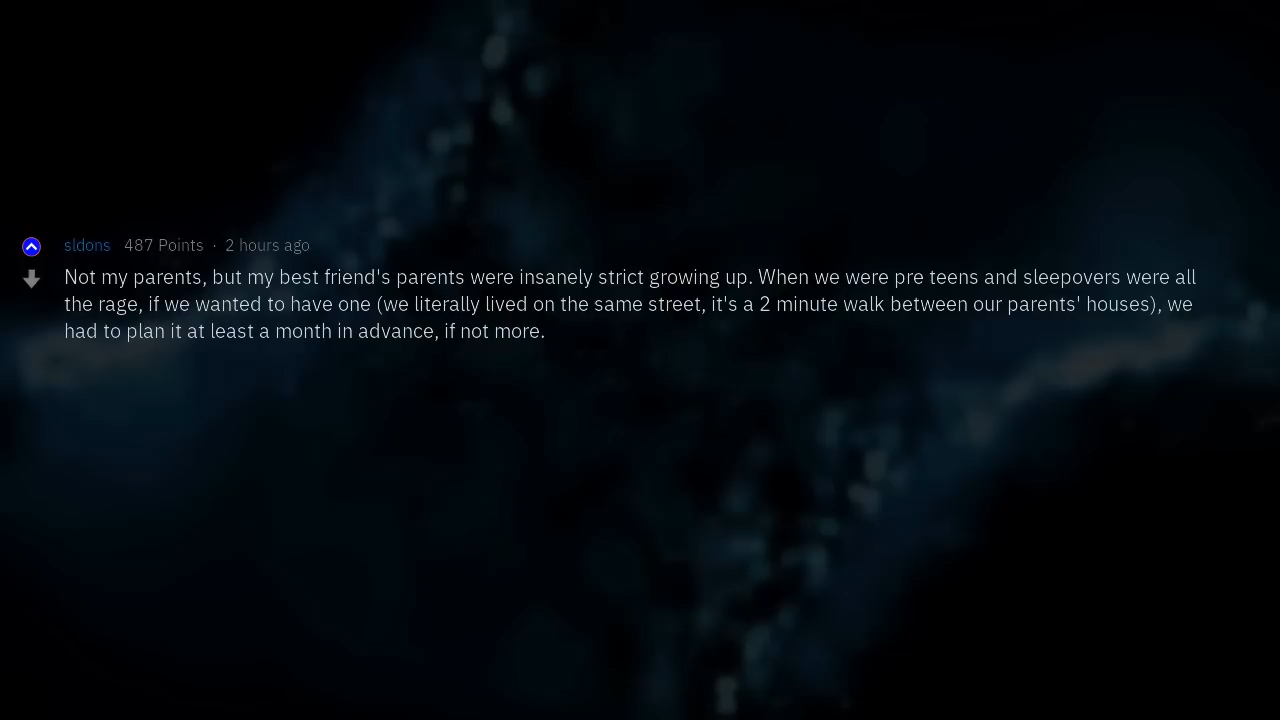 sldons 487 Points · 2 hours ago
Not my parents, but my best friend's parents were insanely strict growing up. When we were pre teens and sleepovers were all
the rage, if we wanted to have one (we literally lived on the same street, it's a 2 minute walk between our parents' houses), we
had to plan it at least a month in advance, if not more.